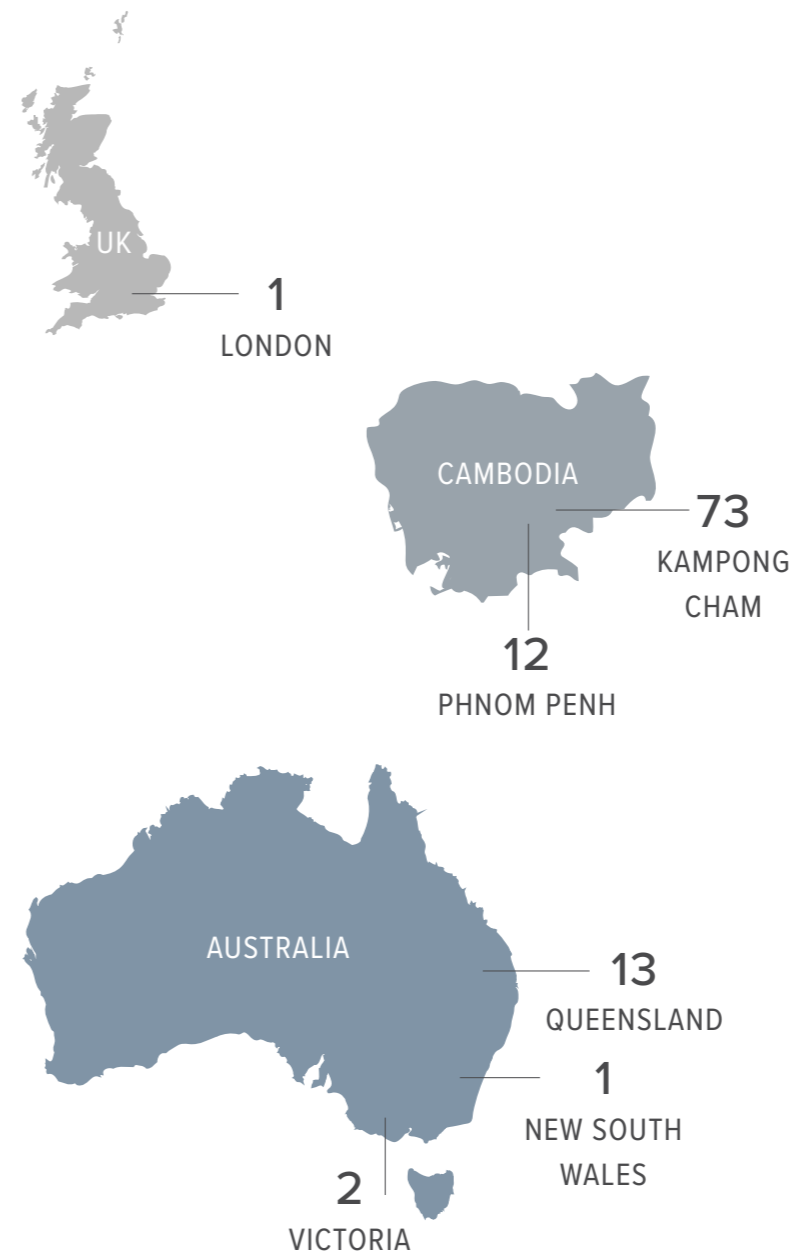 UK
1
LONDON
CAMBODIA
73
KAMPONG
CHAM
12
PHNOM PENH
AUSTRALIA
13
QUEENSLAND
1
NEW SOUTH
WALES
2
VICTORIA